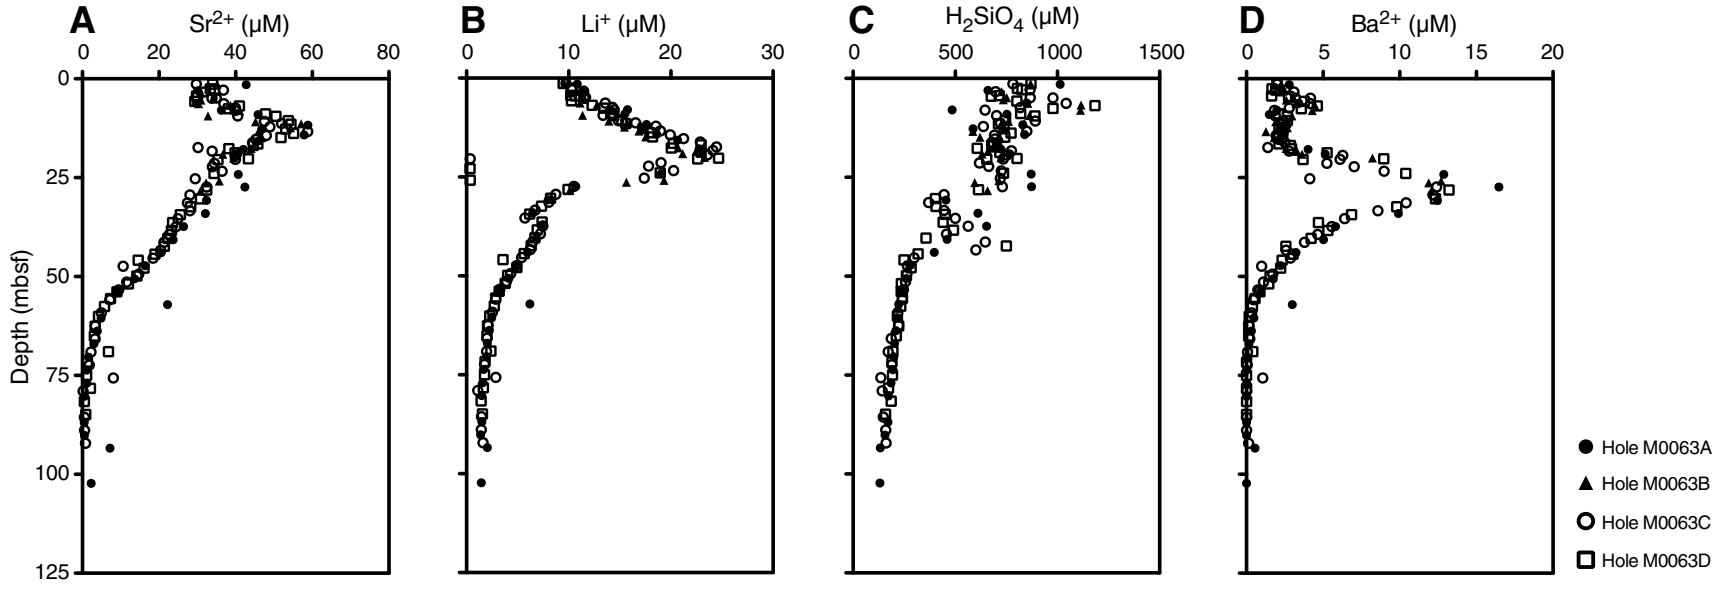 A Sr²⁺ (µM)
0 20 40 60 80
B Li⁺ (µM)
0 10 20 30
C H₂SiO₄ (µM)
0 500 1000 1500
D Ba²⁺ (µM)
0 5 10 15 20
Depth (mbsf)
0
25
50
75
100
125
Hole M0063A
Hole M0063B
Hole M0063C
Hole M0063D